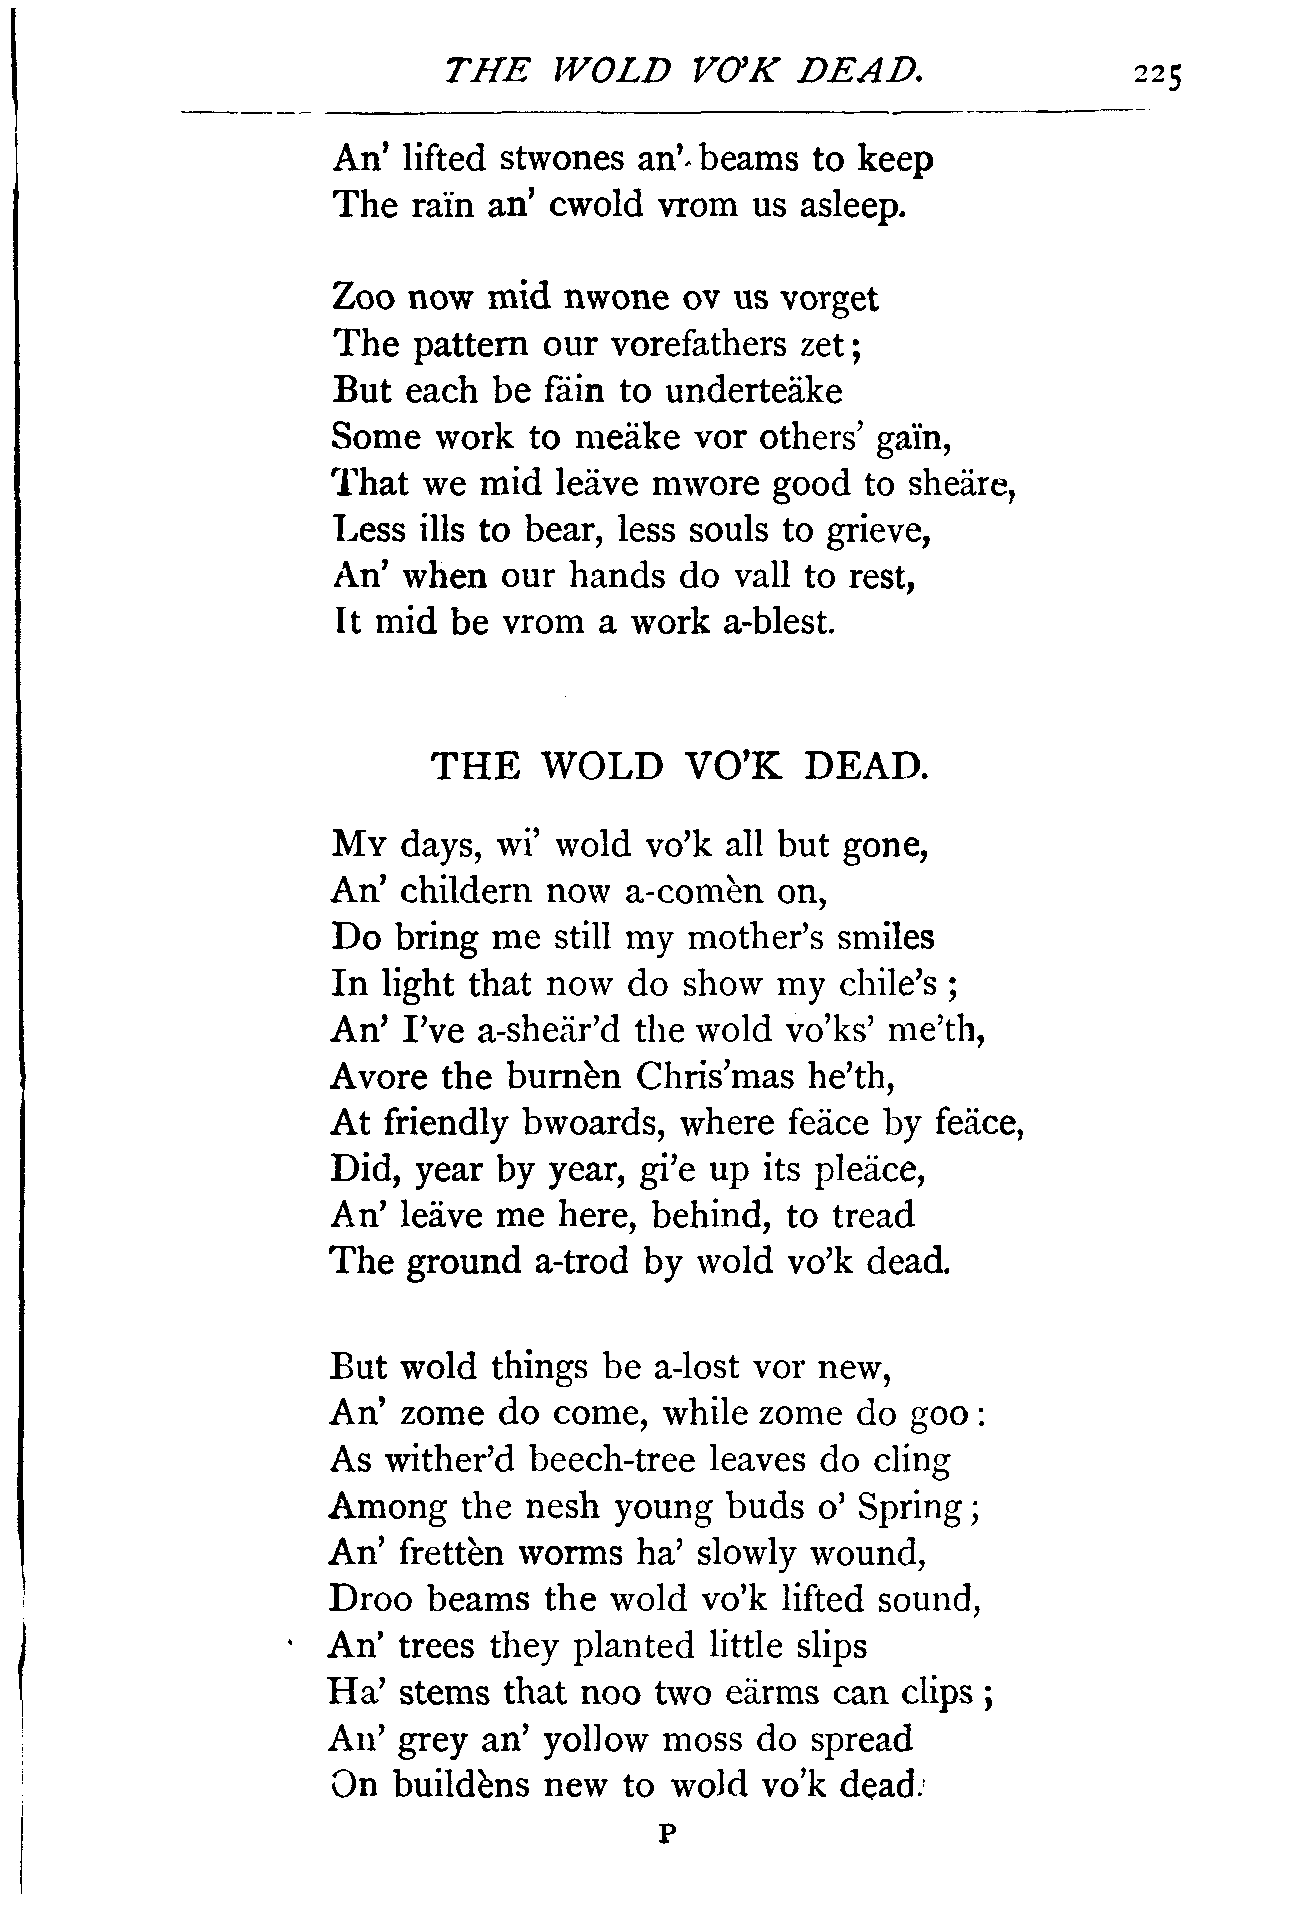 THE WOLD VO'K DEAD. 225
An' lifted stwones an' beams to keep
The raïn an' cwold vrom us asleep.
Zoo now mid nwone ov us vorget
The pattern our vorefathers zet;
But each be fäin to underteäke
Some work to meäke vor others' gaïn,
That we mid leäve mwore good to sheäre,
Less ills to bear, less souls to grieve,
An' when our hands do vall to rest,
It mid be vrom a work a-blest.
THE WOLD VO'K DEAD.
MY days, wi' wold vo'k all but gone,
An' childern now a-comèn on,
Do bring me still my mother's smiles
In light that now do show my chile's;
An' I've a-sheär'd the wold vo'ks' me'th,
Avore the burnèn Chris'mas he'th,
At friendly bwoards, where feäce by feäce,
Did, year by year, gi'e up its pleäce,
An' leäve me here, behind, to tread
The ground a-trod by wold vo'k dead.
But wold things be a-lost vor new,
An' zome do come, while zome do goo:
As wither'd beech-tree leaves do cling
Among the nesh young buds o' Spring;
An' frettèn worms ha' slowly wound,
Droo beams the wold vo'k lifted sound,
An' trees they planted little slips
Ha' stems that noo two eärms can clips;
An' grey an' yollow moss do spread
On buildèns new to wold vo'k dead.
P